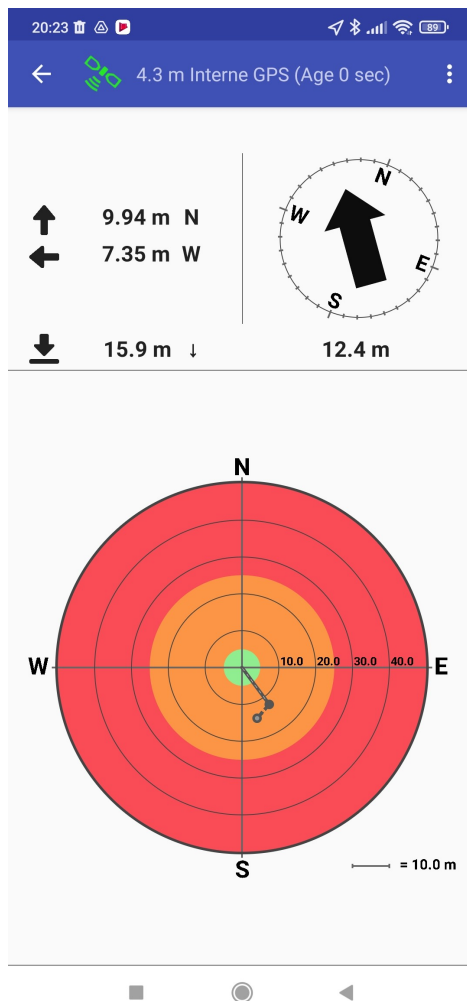 20:23
89
4.3 m Interne GPS (Age 0 sec)
9.94 m N
7.35 m W
15.9 m ↓
N
W
E
S
12.4 m
N
W
10.0 20.0 30.0 40.0
E
S
= 10.0 m